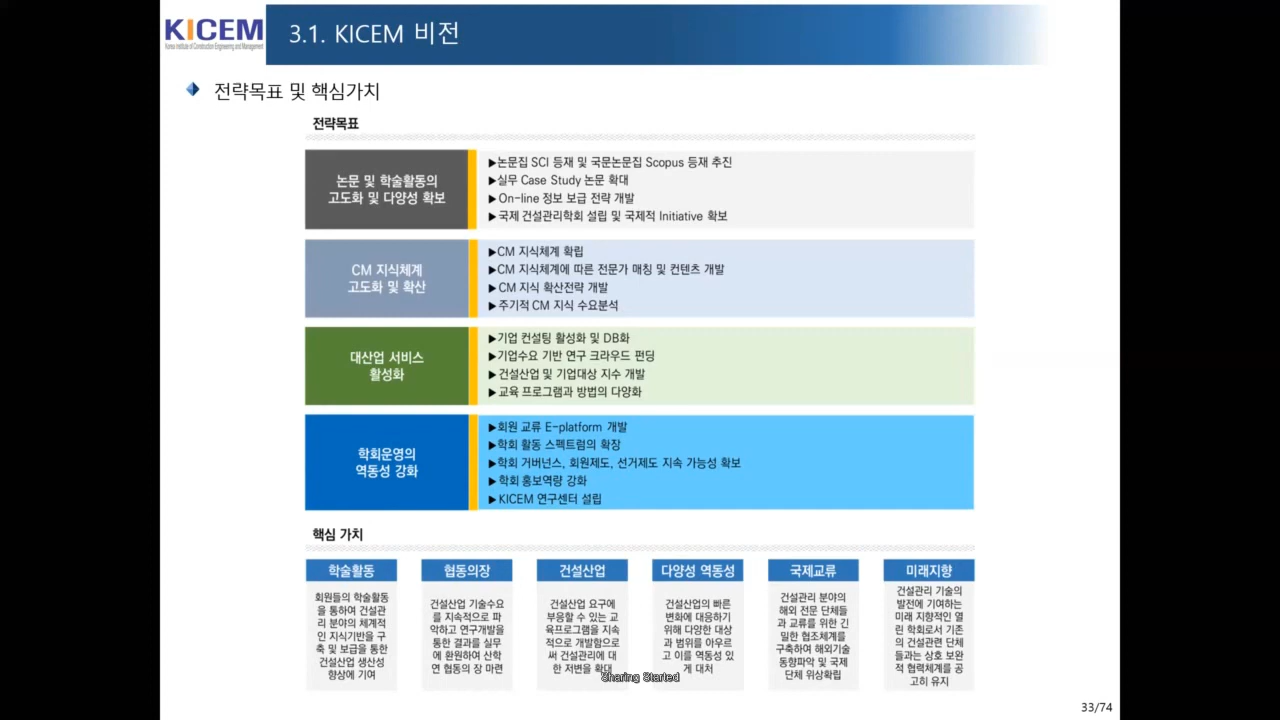 KICEM
Korea Institute of Construction Engineering and Management
3.1. KICEM 비전
전략목표 및 핵심가치
전략목표
논문 및 학술활동의
고도화 및 다양성 확보
▶논문집 SCI 등재 및 국문논문집 Scopus 등재 추진
▶실무 Case Study 논문 확대
▶On-line 정보 보급 전략 개발
▶국제 건설관리학회 설립 및 국제적 Initiative 확보
CM 지식체계
고도화 및 확산
▶CM 지식체계 확립
▶CM 지식체계에 따른 전문가 매칭 및 컨텐츠 개발
▶CM 지식 확산전략 개발
▶주기적 CM 지식 수요분석
대산업 서비스
활성화
▶기업 컨설팅 활성화 및 DB화
▶기업수요 기반 연구 크라우드 펀딩
▶건설산업 및 기업대상 지수 개발
▶교육 프로그램과 방법의 다양화
학회운영의
역동성 강화
▶회원 교류 E-platform 개발
▶학회 활동 스펙트럼의 확장
▶학회 거버넌스, 회원제도, 선거제도 지속 가능성 확보
▶학회 홍보역량 강화
▶KICEM 연구센터 설립
핵심 가치
학술활동
회원들의 학술활동
을 통하여 건설관
리 분야의 체계적
인 지식기반을 구
축 및 보급을 통한
건설산업 생산성
향상에 기여
협동의장
건설산업 기술수요
를 지속적으로 파
악하고 연구개발을
통한 결과를 실무
에 환원하여 산학
연 협동의 장 마련
건설산업
건설산업 요구에
부응할 수 있는 교
육프로그램을 지속
적으로 개발함으로
써 건설관리에 대
한 저변을 확대
다양성 역동성
건설산업의 빠른
변화에 대응하기
위해 다양한 대상
과 범위를 아우르
고 이를 역동성 있
게 대처
국제교류
건설관리 분야의
해외 전문 단체들
과 교류를 위한 긴
밀한 협조체계를
구축하여 해외기술
동향파악 및 국제
단체 위상확립
미래지향
건설관리 기술의
발전에 기여하는
미래 지향적인 열
린 학회로서 기존
의 건설관련 단체
들과는 상호 보완
적 협력체계를 공
고히 유지
Sharing Started
33/74